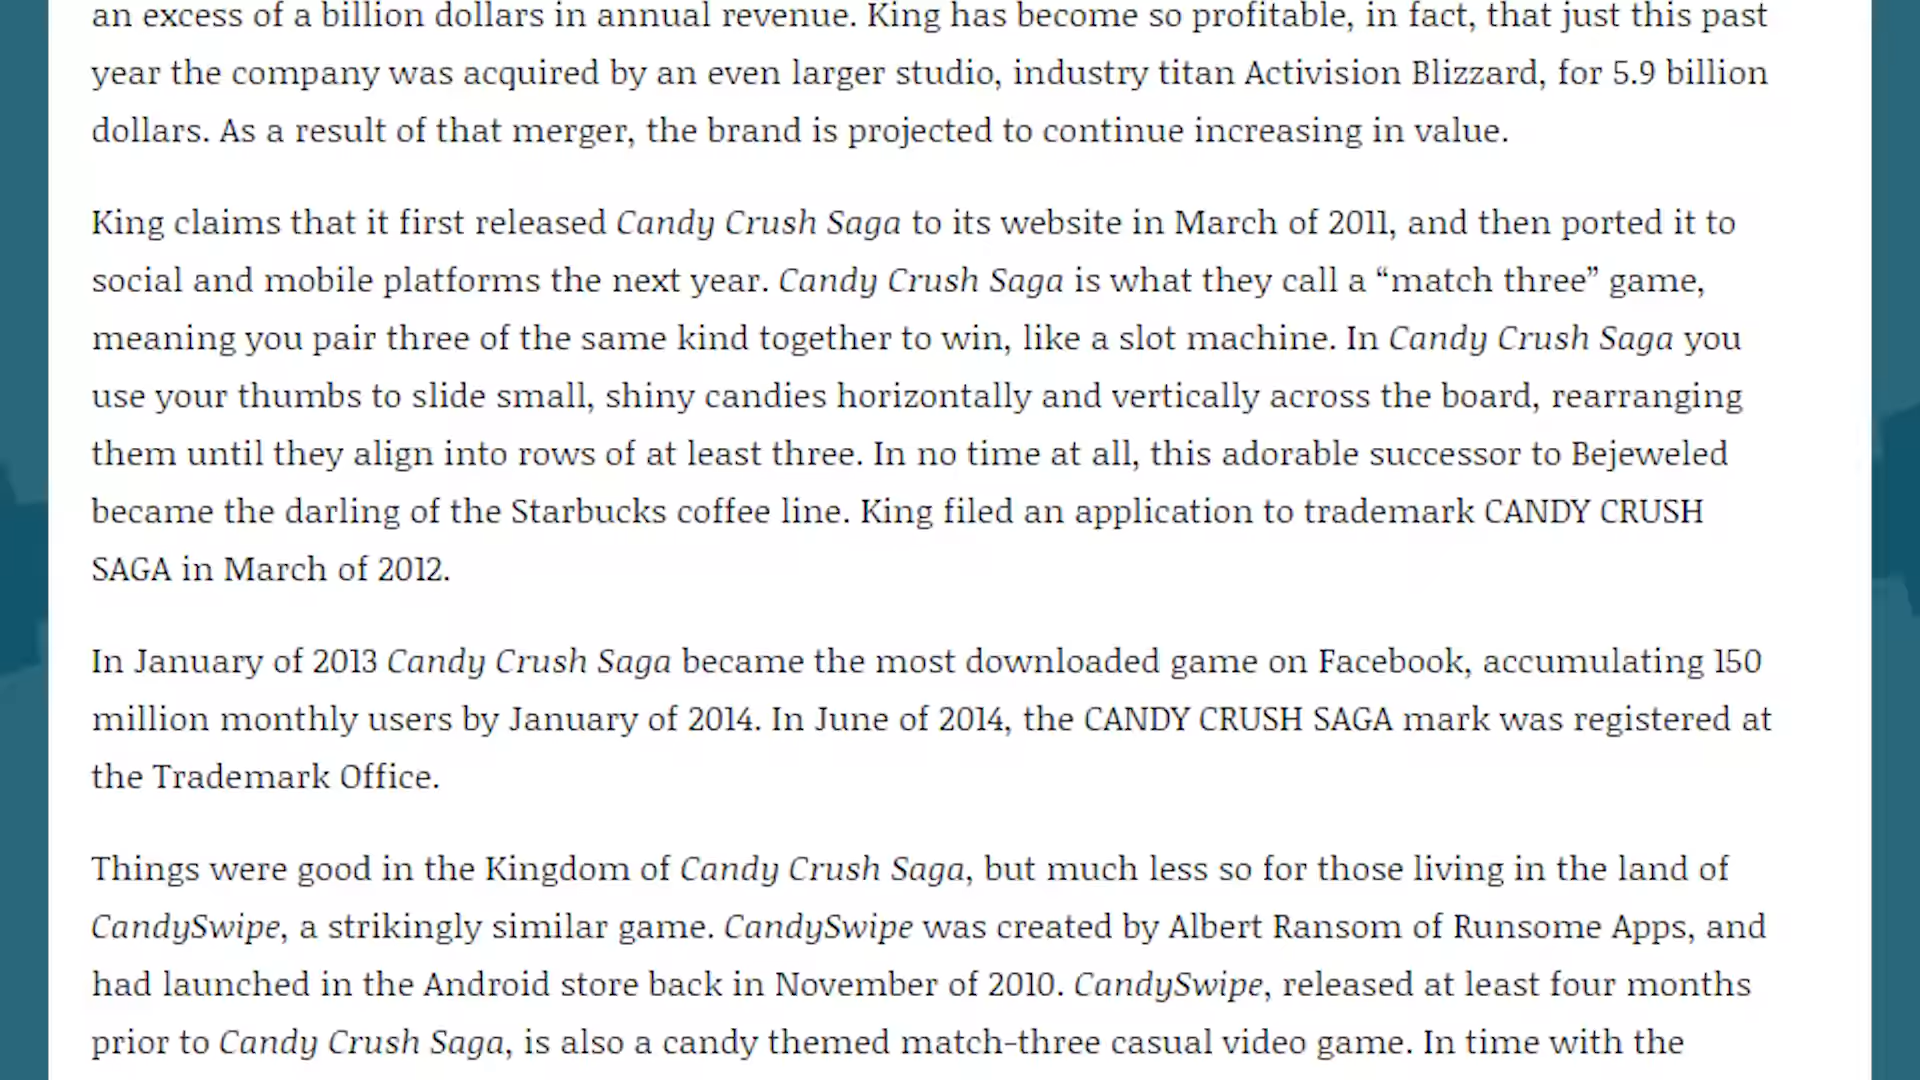 an excess of a billion dollars in annual revenue. King has become so profitable, in fact, that just this past
year the company was acquired by an even larger studio, industry titan Activision Blizzard, for 5.9 billion
dollars. As a result of that merger, the brand is projected to continue increasing in value.
King claims that it first released Candy Crush Saga to its website in March of 2011, and then ported it to
social and mobile platforms the next year. Candy Crush Saga is what they call a “match three” game,
meaning you pair three of the same kind together to win, like a slot machine. In Candy Crush Saga you
use your thumbs to slide small, shiny candies horizontally and vertically across the board, rearranging
them until they align into rows of at least three. In no time at all, this adorable successor to Bejeweled
became the darling of the Starbucks coffee line. King filed an application to trademark CANDY CRUSH
SAGA in March of 2012.
In January of 2013 Candy Crush Saga became the most downloaded game on Facebook, accumulating 150
million monthly users by January of 2014. In June of 2014, the CANDY CRUSH SAGA mark was registered at
the Trademark Office.
Things were good in the Kingdom of Candy Crush Saga, but much less so for those living in the land of
CandySwipe, a strikingly similar game. CandySwipe was created by Albert Ransom of Runsome Apps, and
had launched in the Android store back in November of 2010. CandySwipe, released at least four months
prior to Candy Crush Saga, is also a candy themed match-three casual video game. In time with the